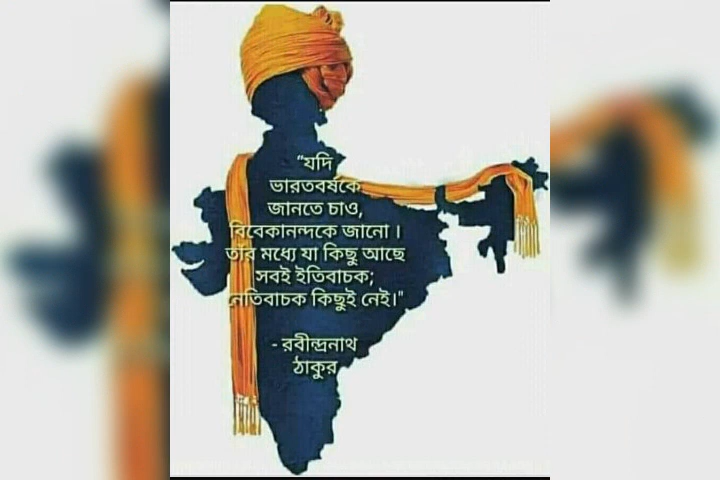 “যদি
ভারতবর্ষকে
জানতে চাও,
বিবেকানন্দকে জানো ।
তাঁর মধ্যে যা কিছু আছে
সবই ইতিবাচক;
নেতিবাচক কিছুই নেই।"
- রবীন্দ্রনাথ
ঠাকুর